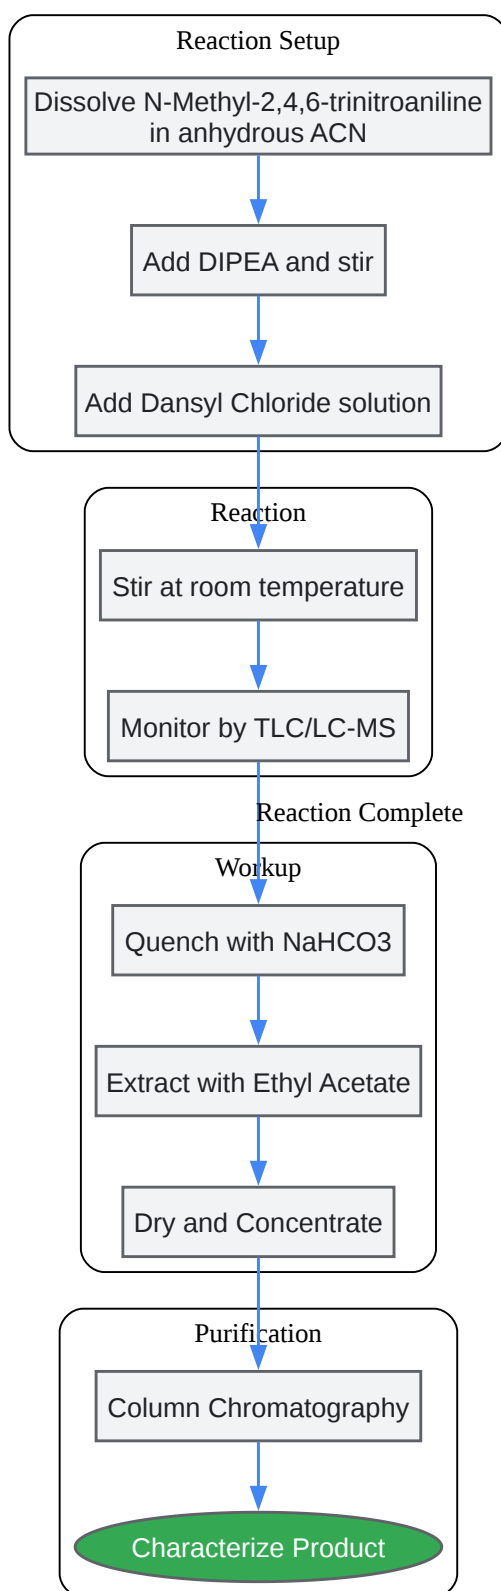 Reaction Setup
Dissolve N-Methyl-2,4,6-trinitroaniline
in anhydrous ACN
Add DIPEA and stir
Add Dansyl Chloride solution
Reaction
Stir at room temperature
Monitor by TLC/LC-MS
Reaction Complete
Workup
Quench with NaHCO3
Extract with Ethyl Acetate
Dry and Concentrate
Purification
Column Chromatography
Characterize Product